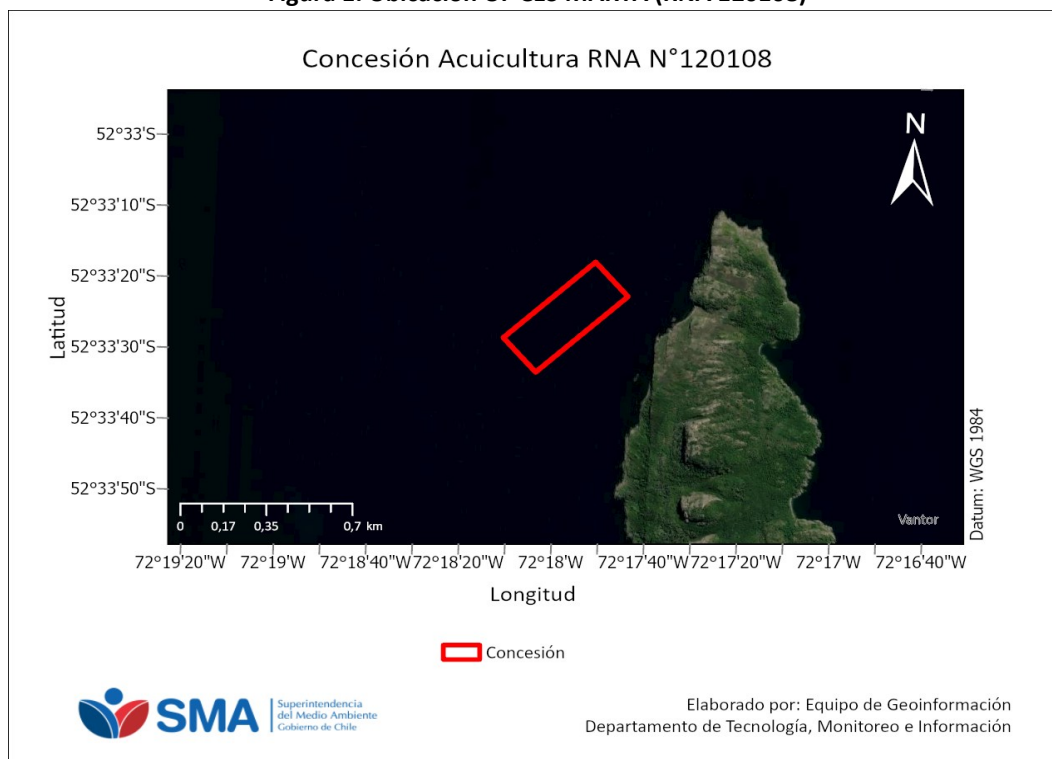 Concesión Acuicultura RNA N°120108
N
52°33'S
52°33'10"S
52°33'20"S
52°33'30"S
52°33'40"S
52°33'50"S
Latitud
Datum: WGS 1984
Vantor
0 0,17 0,35 0,7 km
72°19'20"W 72°19'W 72°18'40"W 72°18'20"W 72°18'W 72°17'40"W 72°17'20"W 72°17'W 72°16'40"W
Longitud
Concesión
SMA
Superintendencia
del Medio Ambiente
Gobierno de Chile
Elaborado por: Equipo de Geoinformación
Departamento de Tecnología, Monitoreo e Información